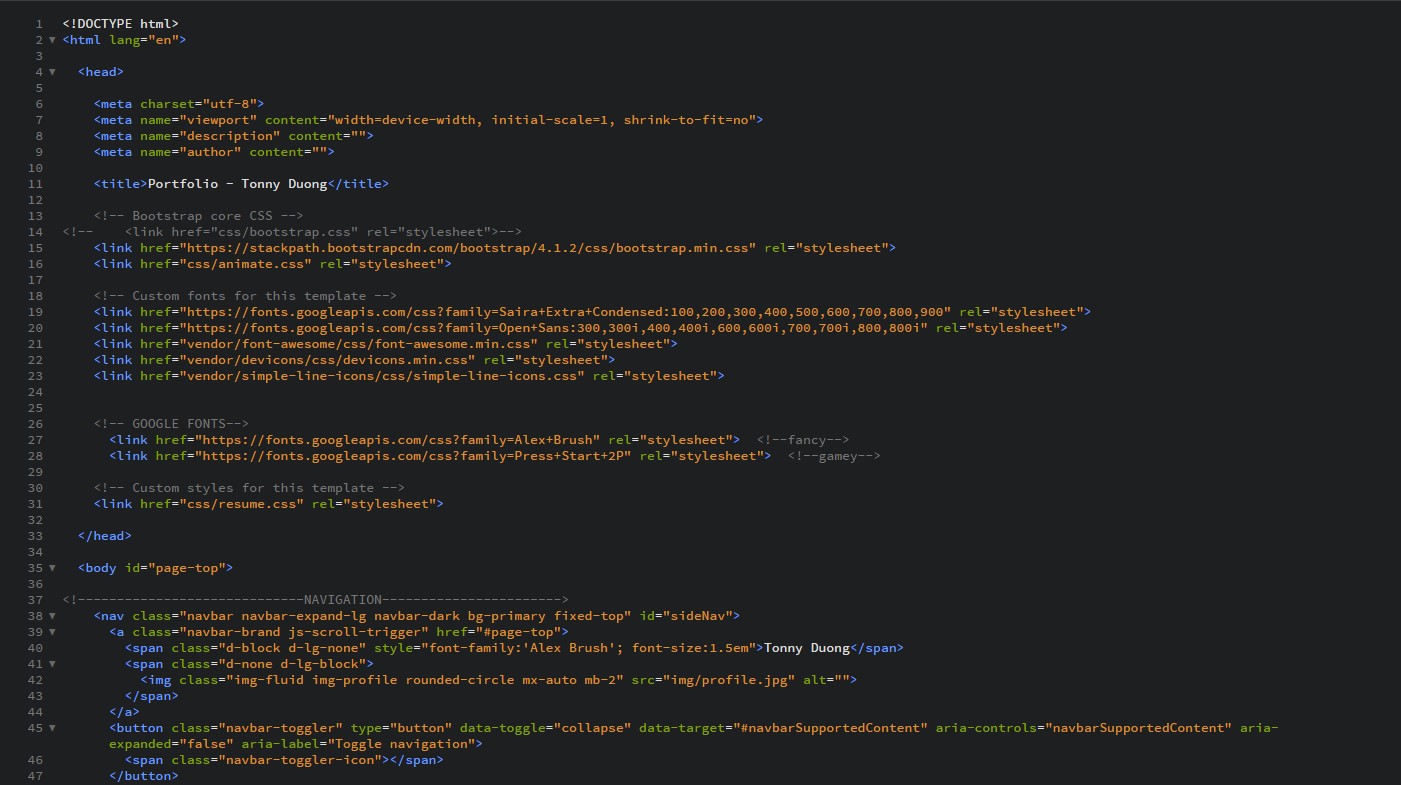 1 <!DOCTYPE html>
2 <html lang="en">
3
4 <head>
5
6 <meta charset="utf-8">
7 <meta name="viewport" content="width=device-width, initial-scale=1, shrink-to-fit=no">
8 <meta name="description" content="">
9 <meta name="author" content="">
10
11 <title>Portfolio - Tonny Duong</title>
12
13 <!-- Bootstrap core CSS -->
14 <!--    <link href="css/bootstrap.css" rel="stylesheet">-->
15 <link href="https://stackpath.bootstrapcdn.com/bootstrap/4.1.2/css/bootstrap.min.css" rel="stylesheet">
16 <link href="css/animate.css" rel="stylesheet">
17
18 <!-- Custom fonts for this template -->
19 <link href="https://fonts.googleapis.com/css?family=Saira+Extra+Condensed:100,200,300,400,500,600,700,800,900" rel="stylesheet">
20 <link href="https://fonts.googleapis.com/css?family=Open+Sans:300,300i,400,400i,600,600i,700,700i,800,800i" rel="stylesheet">
21 <link href="vendor/font-awesome/css/font-awesome.min.css" rel="stylesheet">
22 <link href="vendor/devicons/css/devicons.min.css" rel="stylesheet">
23 <link href="vendor/simple-line-icons/css/simple-line-icons.css" rel="stylesheet">
24
25
26 <!-- GOOGLE FONTS-->
27 <link href="https://fonts.googleapis.com/css?family=Alex+Brush" rel="stylesheet">  <!--fancy-->
28 <link href="https://fonts.googleapis.com/css?family=Press+Start+2P" rel="stylesheet">  <!--gamey-->
29
30 <!-- Custom styles for this template -->
31 <link href="css/resume.css" rel="stylesheet">
32
33 </head>
34
35 <body id="page-top">
36
37 <!-----------------------------NAVIGATION----------------------->
38 <nav class="navbar navbar-expand-lg navbar-dark bg-primary fixed-top" id="sideNav">
39 <a class="navbar-brand js-scroll-trigger" href="#page-top">
40 <span class="d-block d-lg-none" style="font-family:'Alex Brush'; font-size:1.5em">Tonny Duong</span>
41 <span class="d-none d-lg-block">
42 <img class="img-fluid img-profile rounded-circle mx-auto mb-2" src="img/profile.jpg" alt="">
43 </span>
44 </a>
45 <button class="navbar-toggler" type="button" data-toggle="collapse" data-target="#navbarSupportedContent" aria-controls="navbarSupportedContent" aria-
expanded="false" aria-label="Toggle navigation">
46 <span class="navbar-toggler-icon"></span>
47 </button>